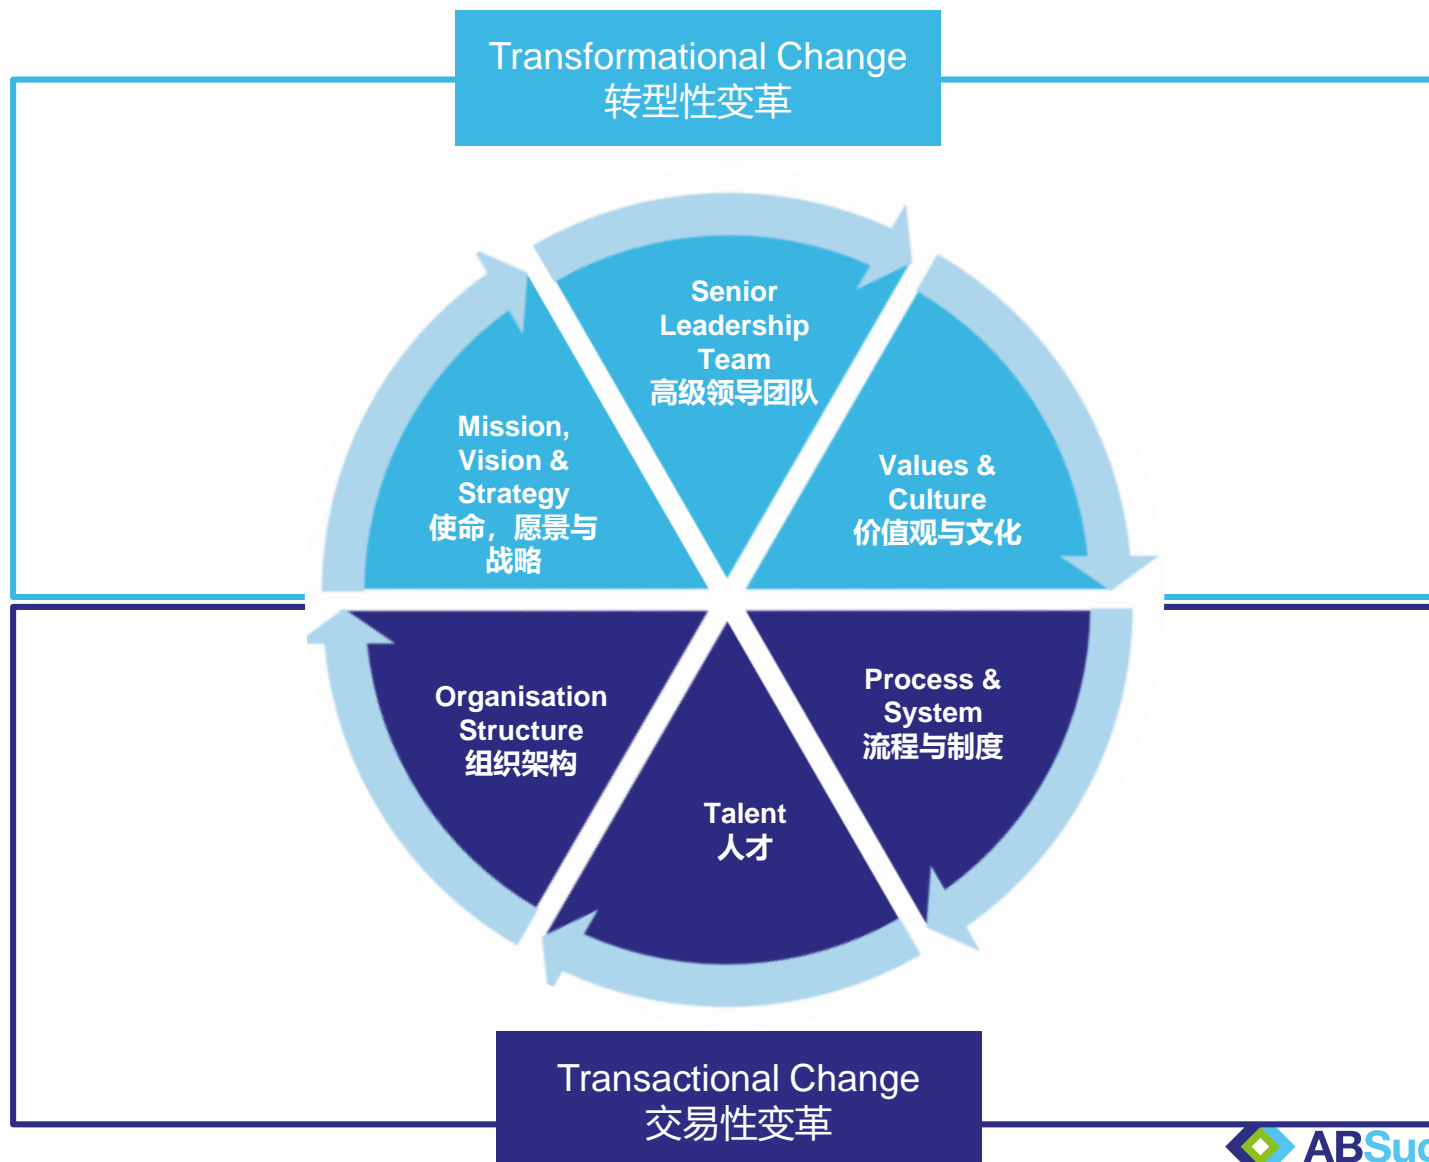 Transformational Change
转型性变革
Senior
Leadership
Team
高级领导团队
Mission,
Vision &
Strategy
使命，愿景与
战略
Values &
Culture
价值观与文化
Organisation
Structure
组织架构
Process &
System
流程与制度
Talent
人才
Transactional Change
交易性变革